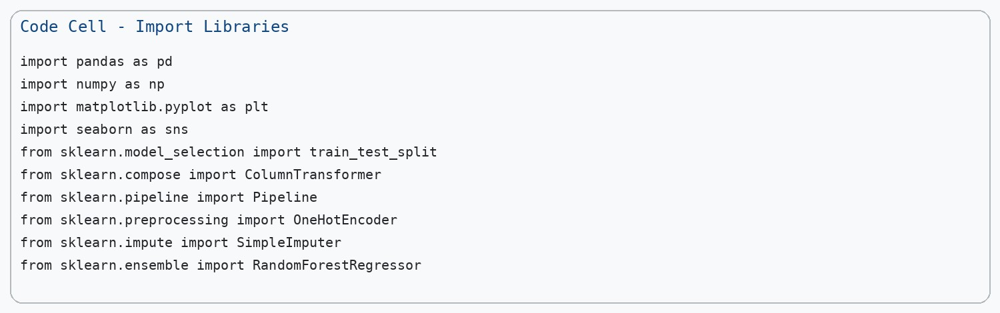 Code Cell - Import Libraries
import pandas as pd
import numpy as np
import matplotlib.pyplot as plt
import seaborn as sns
from sklearn.model_selection import train_test_split
from sklearn.compose import ColumnTransformer
from sklearn.pipeline import Pipeline
from sklearn.preprocessing import OneHotEncoder
from sklearn.impute import SimpleImputer
from sklearn.ensemble import RandomForestRegressor